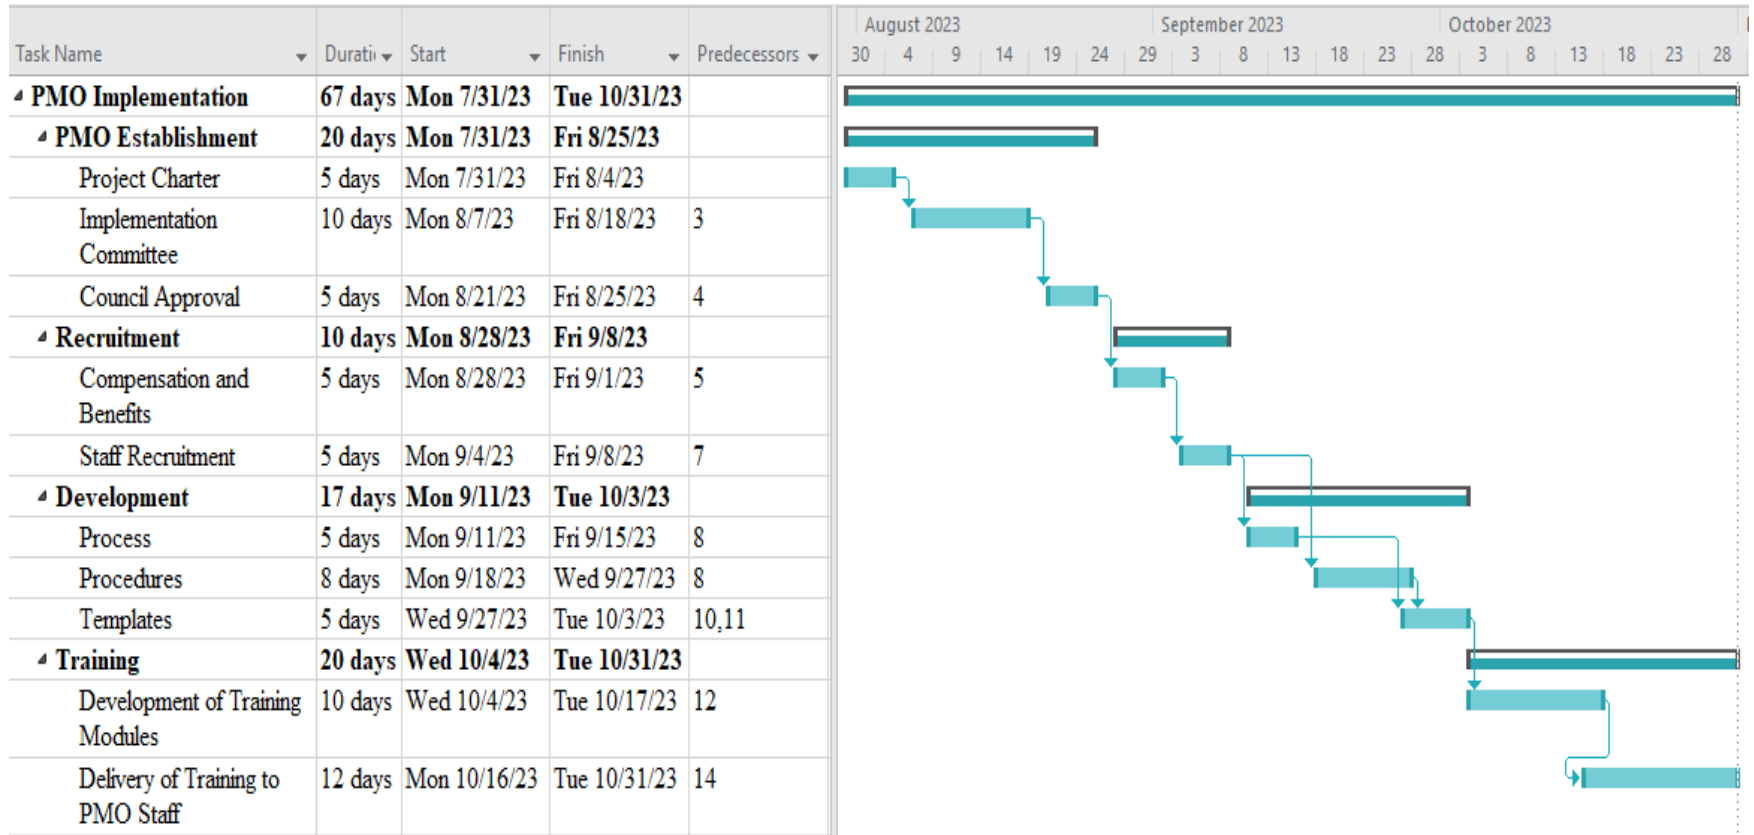 August 2023 September 2023 October 2023
Task Name Durati Start Finish Predecessors 30 4 9 14 19 24 29 3 8 13 18 23 28 3 8 13 18 23 28
PMO Implementation 67 days Mon 7/31/23 Tue 10/31/23
PMO Establishment 20 days Mon 7/31/23 Fri 8/25/23
Project Charter 5 days Mon 7/31/23 Fri 8/4/23
Implementation 10 days Mon 8/7/23 Fri 8/18/23 3
Committee
Council Approval 5 days Mon 8/21/23 Fri 8/25/23 4
Recruitment 10 days Mon 8/28/23 Fri 9/8/23
Compensation and 5 days Mon 8/28/23 Fri 9/1/23 5
Benefits
Staff Recruitment 5 days Mon 9/4/23 Fri 9/8/23 7
Development 17 days Mon 9/11/23 Tue 10/3/23
Process 5 days Mon 9/11/23 Fri 9/15/23 8
Procedures 8 days Mon 9/18/23 Wed 9/27/23 8
Templates 5 days Wed 9/27/23 Tue 10/3/23 10,11
Training 20 days Wed 10/4/23 Tue 10/31/23
Development of Training 10 days Wed 10/4/23 Tue 10/17/23 12
Modules
Delivery of Training to 12 days Mon 10/16/23 Tue 10/31/23 14
PMO Staff